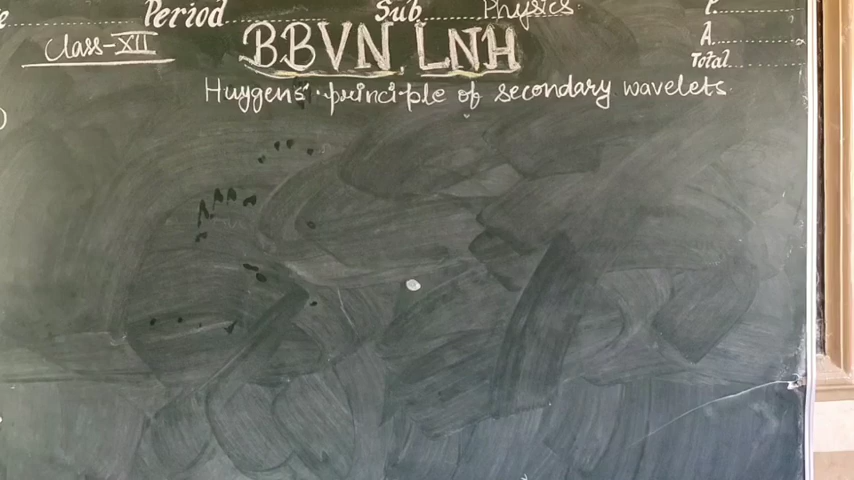 Period Sub. Physics P.
Class-XII BBVN, LNH A.
Total
Huygens' principle of secondary wavelets.